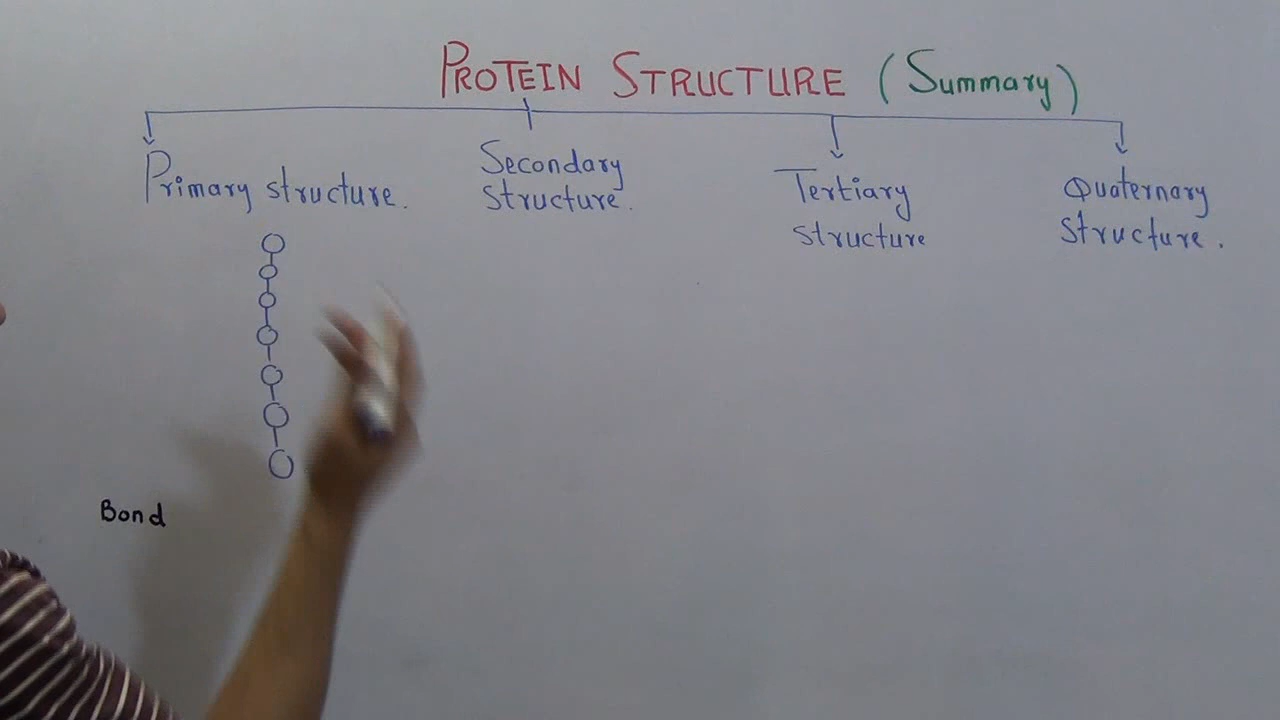 PROTEIN STRUCTURE (Summary)
Primary structure.
Secondary
structure.
Tertiary
structure
Quaternary
structure.
Bond